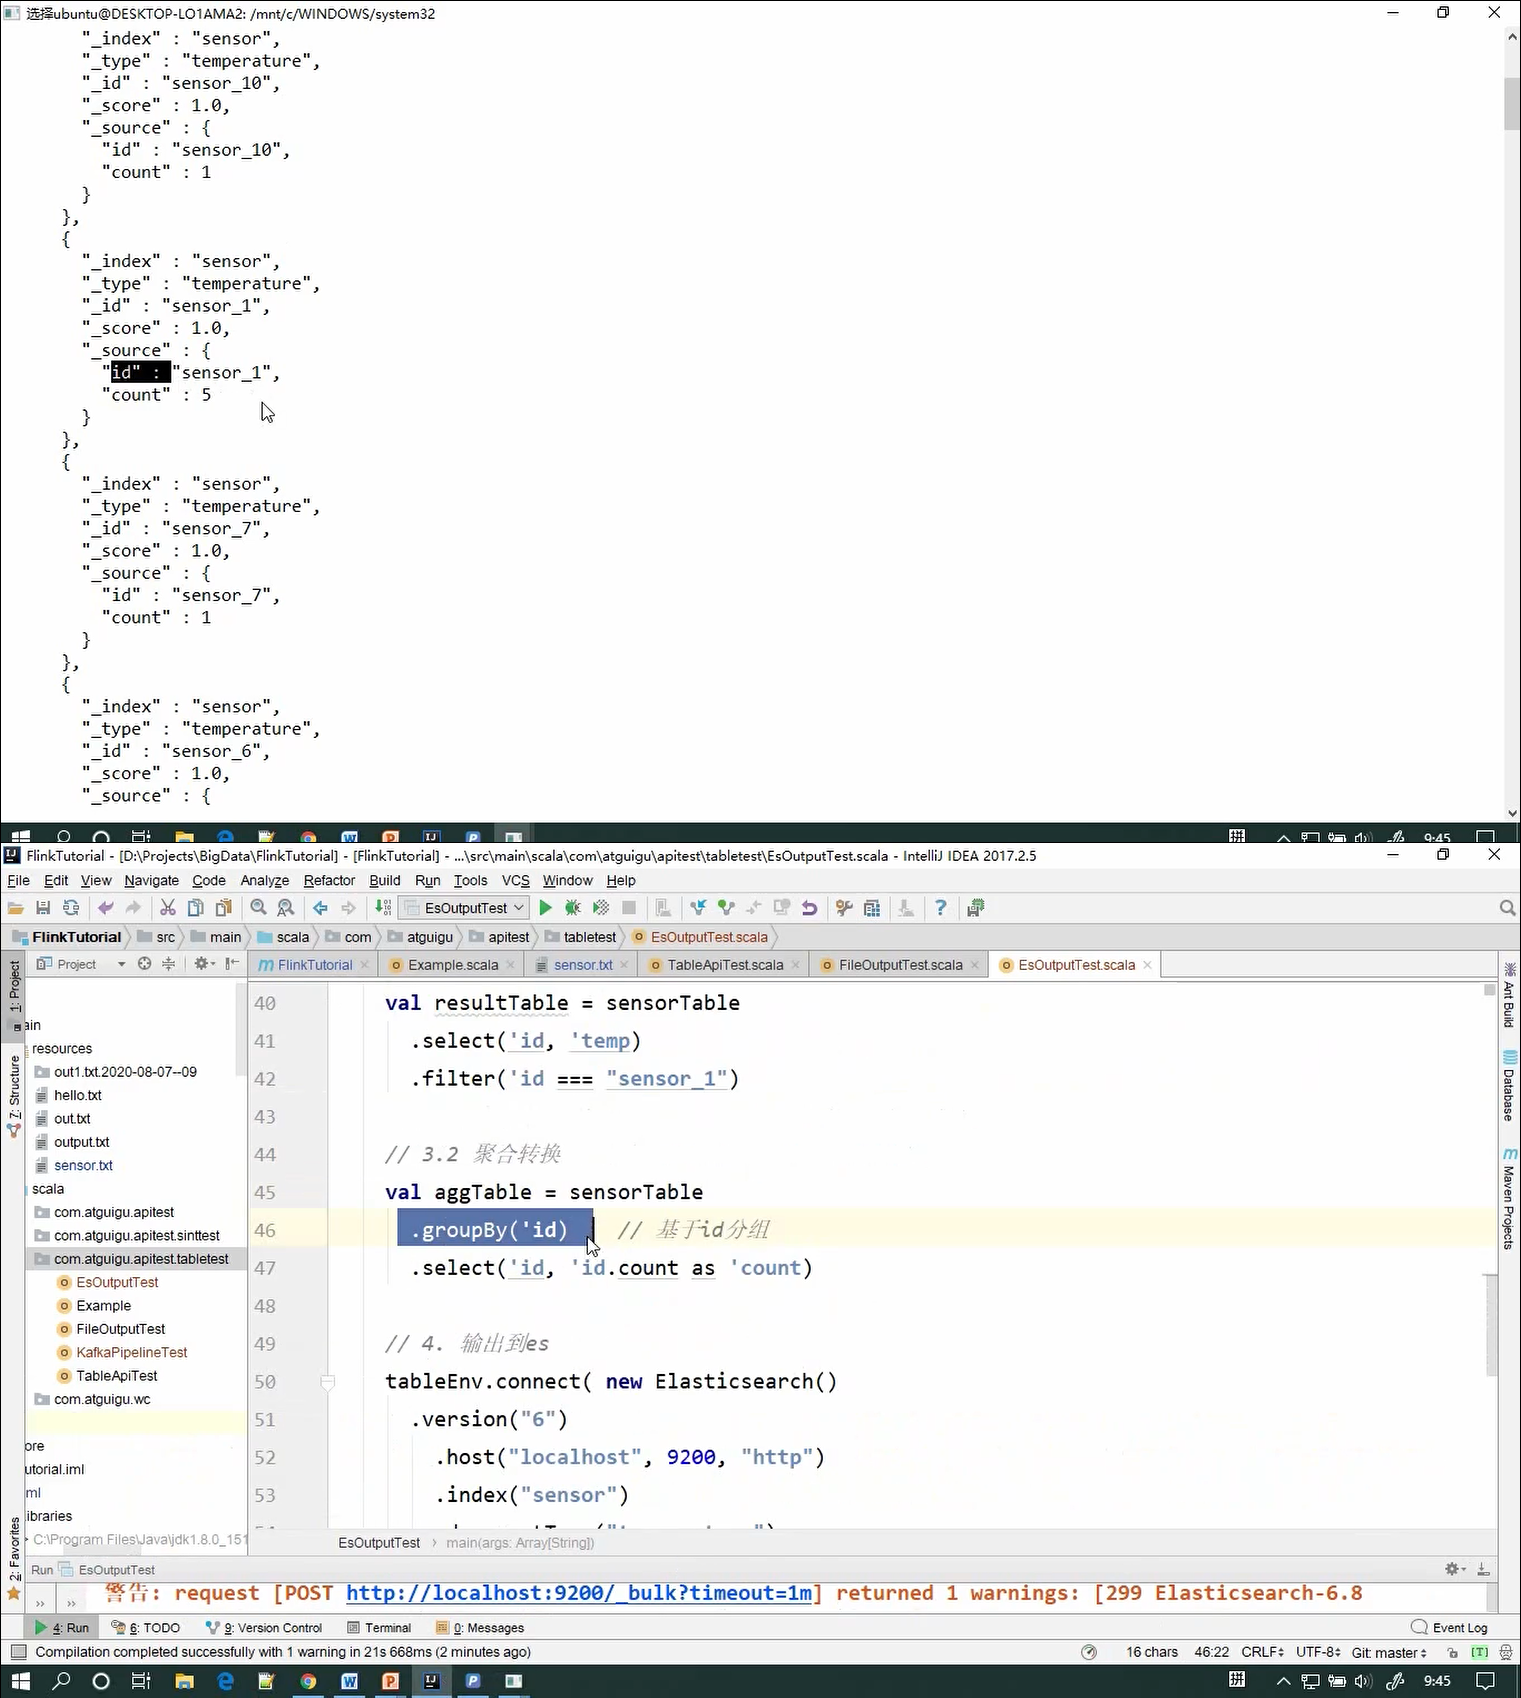 选择ubuntu@DESKTOP-LO1AMA2: /mnt/c/WINDOWS/system32
"_index" : "sensor",
"_type" : "temperature",
"_id" : "sensor_10",
"_score" : 1.0,
"_source" : {
"id" : "sensor_10",
"count" : 1
}
},
{
"_index" : "sensor",
"_type" : "temperature",
"_id" : "sensor_1",
"_score" : 1.0,
"_source" : {
"id" : "sensor_1",
"count" : 5
}
},
{
"_index" : "sensor",
"_type" : "temperature",
"_id" : "sensor_7",
"_score" : 1.0,
"_source" : {
"id" : "sensor_7",
"count" : 1
}
},
{
"_index" : "sensor",
"_type" : "temperature",
"_id" : "sensor_6",
"_score" : 1.0,
"_source" : {
拼 9:45
FlinkTutorial - [D:\Projects\BigData\FlinkTutorial] - [FlinkTutorial] - ...\src\main\scala\com\atguigu\apitest\tabletest\EsOutputTest.scala - IntelliJ IDEA 2017.2.5
File Edit View Navigate Code Analyze Refactor Build Run Tools VCS Window Help
EsOutputTest
FlinkTutorial src main scala com atguigu apitest tabletest EsOutputTest.scala
Project FlinkTutorial Example.scala sensor.txt TableApiTest.scala FileOutputTest.scala EsOutputTest.scala
1: Project
Z: Structure
2: Favorites
ain
resources
out1.txt.2020-08-07--09
hello.txt
out.txt
output.txt
sensor.txt
scala
com.atguigu.apitest
com.atguigu.apitest.sinttest
com.atguigu.apitest.tabletest
EsOutputTest
Example
FileOutputTest
KafkaPipelineTest
TableApiTest
com.atguigu.wc
ore
utorial.iml
ml
ibraries
C:\Program Files\Java\jdk1.8.0_151
40 val resultTable = sensorTable
41 .select('id, 'temp)
42 .filter('id === "sensor_1")
43
44 // 3.2 聚合转换
45 val aggTable = sensorTable
46 .groupBy('id) // 基于id分组
47 .select('id, 'id.count as 'count)
48
49 // 4. 输出到es
50 tableEnv.connect( new Elasticsearch()
51 .version("6")
52 .host("localhost", 9200, "http")
53 .index("sensor")
Ant Build
Database
Maven Projects
EsOutputTest › main(args: Array[String])
Run EsOutputTest
警告: request [POST http://localhost:9200/_bulk?timeout=1m] returned 1 warnings: [299 Elasticsearch-6.8
4: Run 6: TODO 9: Version Control Terminal 0: Messages Event Log
Compilation completed successfully with 1 warning in 21s 668ms (2 minutes ago) 16 chars 46:22 CRLF UTF-8 Git: master [T]
拼 9:45